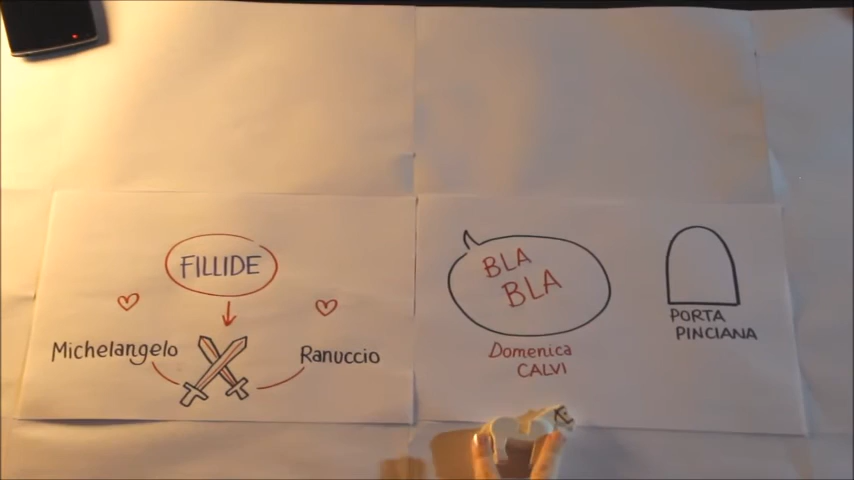 FILLIDE
Michelangelo
Ranuccio
BLA
BLA
Domenica
CALVI
PORTA
PINCIANA